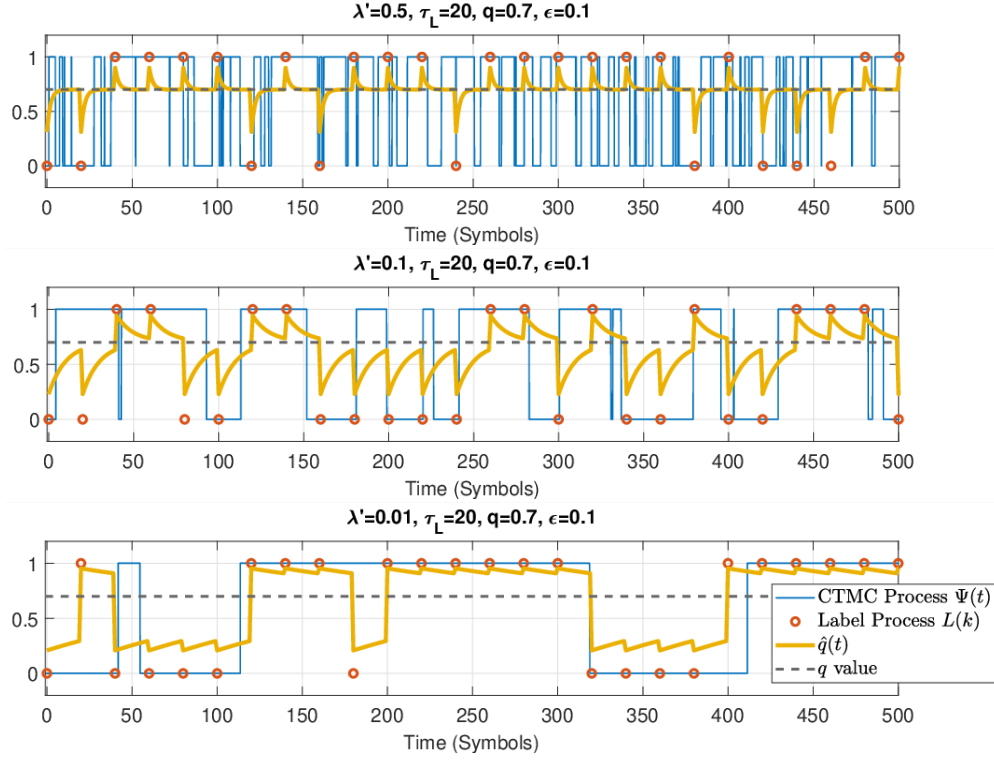 λ'=0.5, τ_L=20, q=0.7, ϵ=0.1
1
0.5
0
0 50 100 150 200 250 300 350 400 450 500
Time (Symbols)
λ'=0.1, τ_L=20, q=0.7, ϵ=0.1
1
0.5
0
0 50 100 150 200 250 300 350 400 450 500
Time (Symbols)
λ'=0.01, τ_L=20, q=0.7, ϵ=0.1
1
0.5
0
CTMC Process Ψ(t)
Label Process L(k)
q̂(t)
q value
0 50 100 150 200 250 300 350 400 450 500
Time (Symbols)